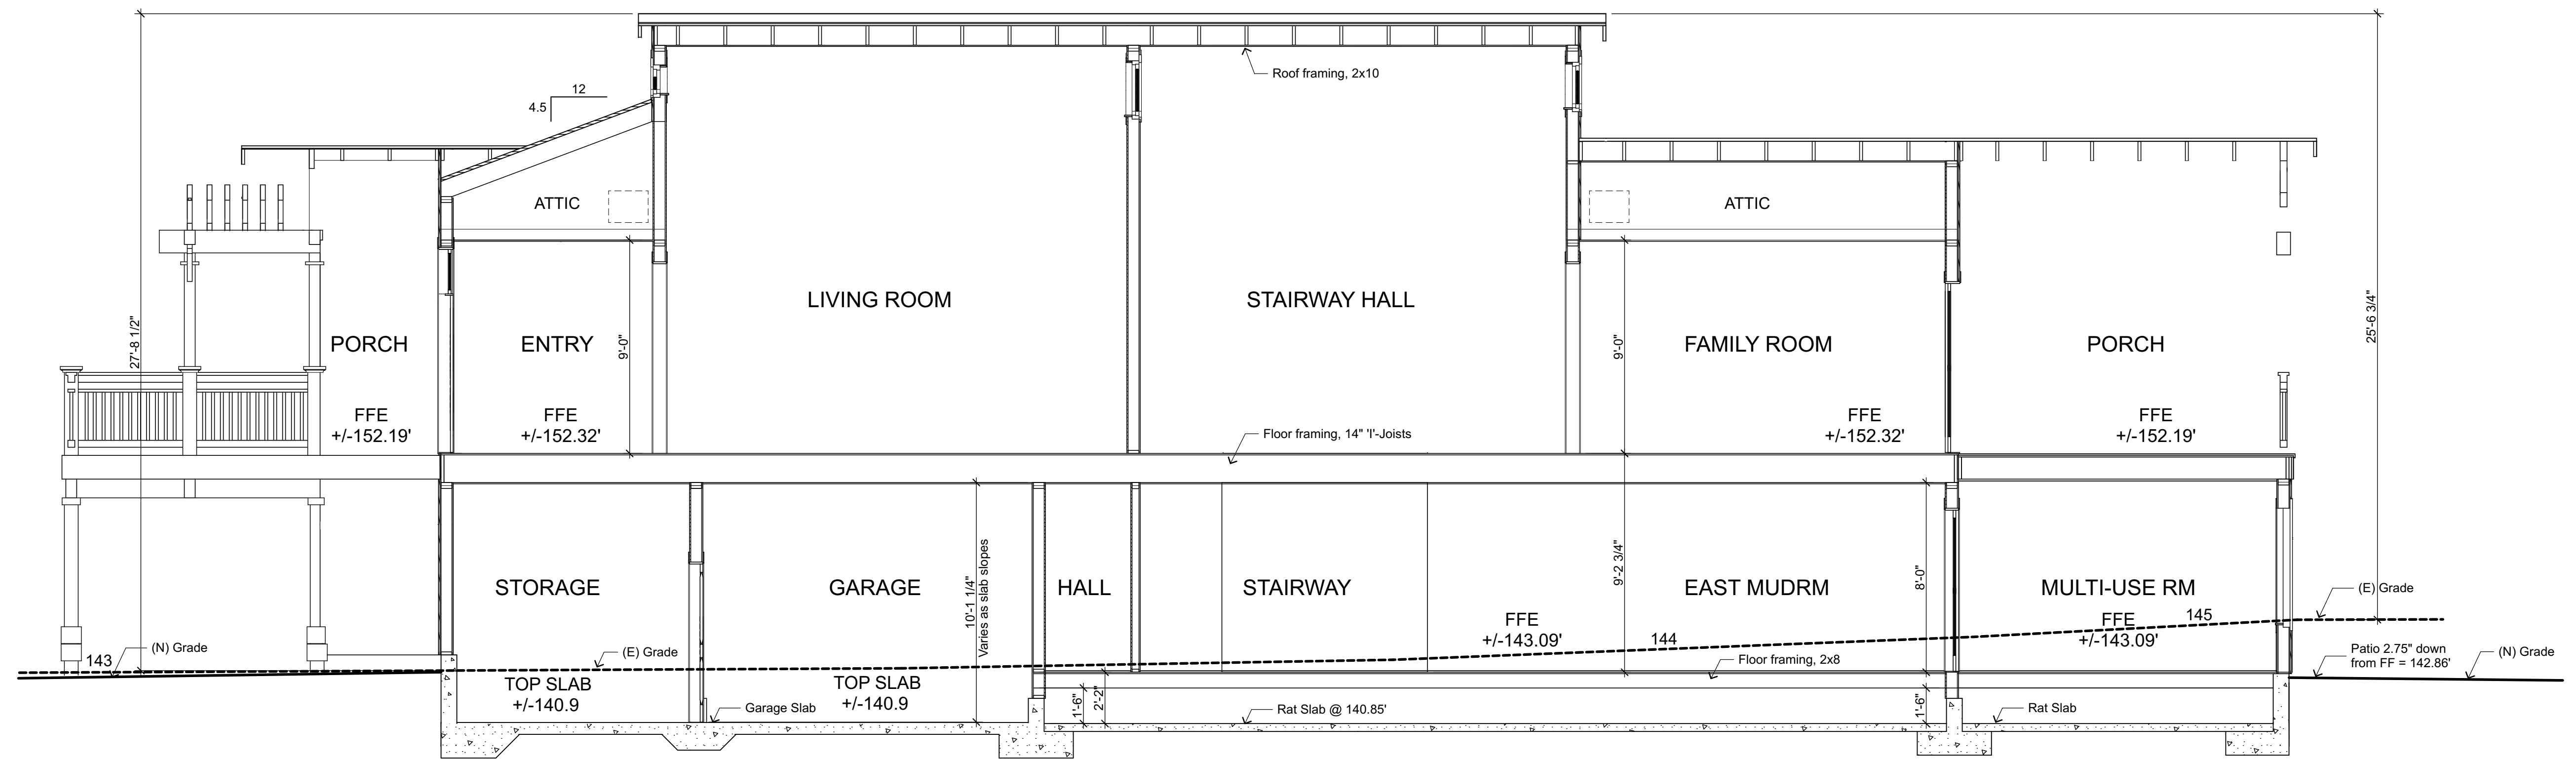 Roof framing, 2x10
12
4.5
ATTIC
ATTIC
27'-8 1/2"
25'-6 3/4"
LIVING ROOM
STAIRWAY HALL
PORCH
ENTRY
9'-0"
9'-0"
FAMILY ROOM
PORCH
FFE
+/-152.19'
FFE
+/-152.32'
FFE
+/-152.32'
FFE
+/-152.19'
Floor framing, 14" 'I'-Joists
STORAGE
GARAGE
10'-1 1/4"
Varies as slab slopes
HALL
STAIRWAY
9'-2 3/4"
EAST MUDRM
8'-0"
MULTI-USE RM
(E) Grade
FFE
+/-143.09'
144
FFE
+/-143.09'
145
143
(N) Grade
(E) Grade
Floor framing, 2x8
Patio 2.75" down
from FF = 142.86'
(N) Grade
TOP SLAB
+/-140.9
TOP SLAB
+/-140.9
Garage Slab
1'-6"
2'-2"
Rat Slab @ 140.85'
1'-6"
Rat Slab